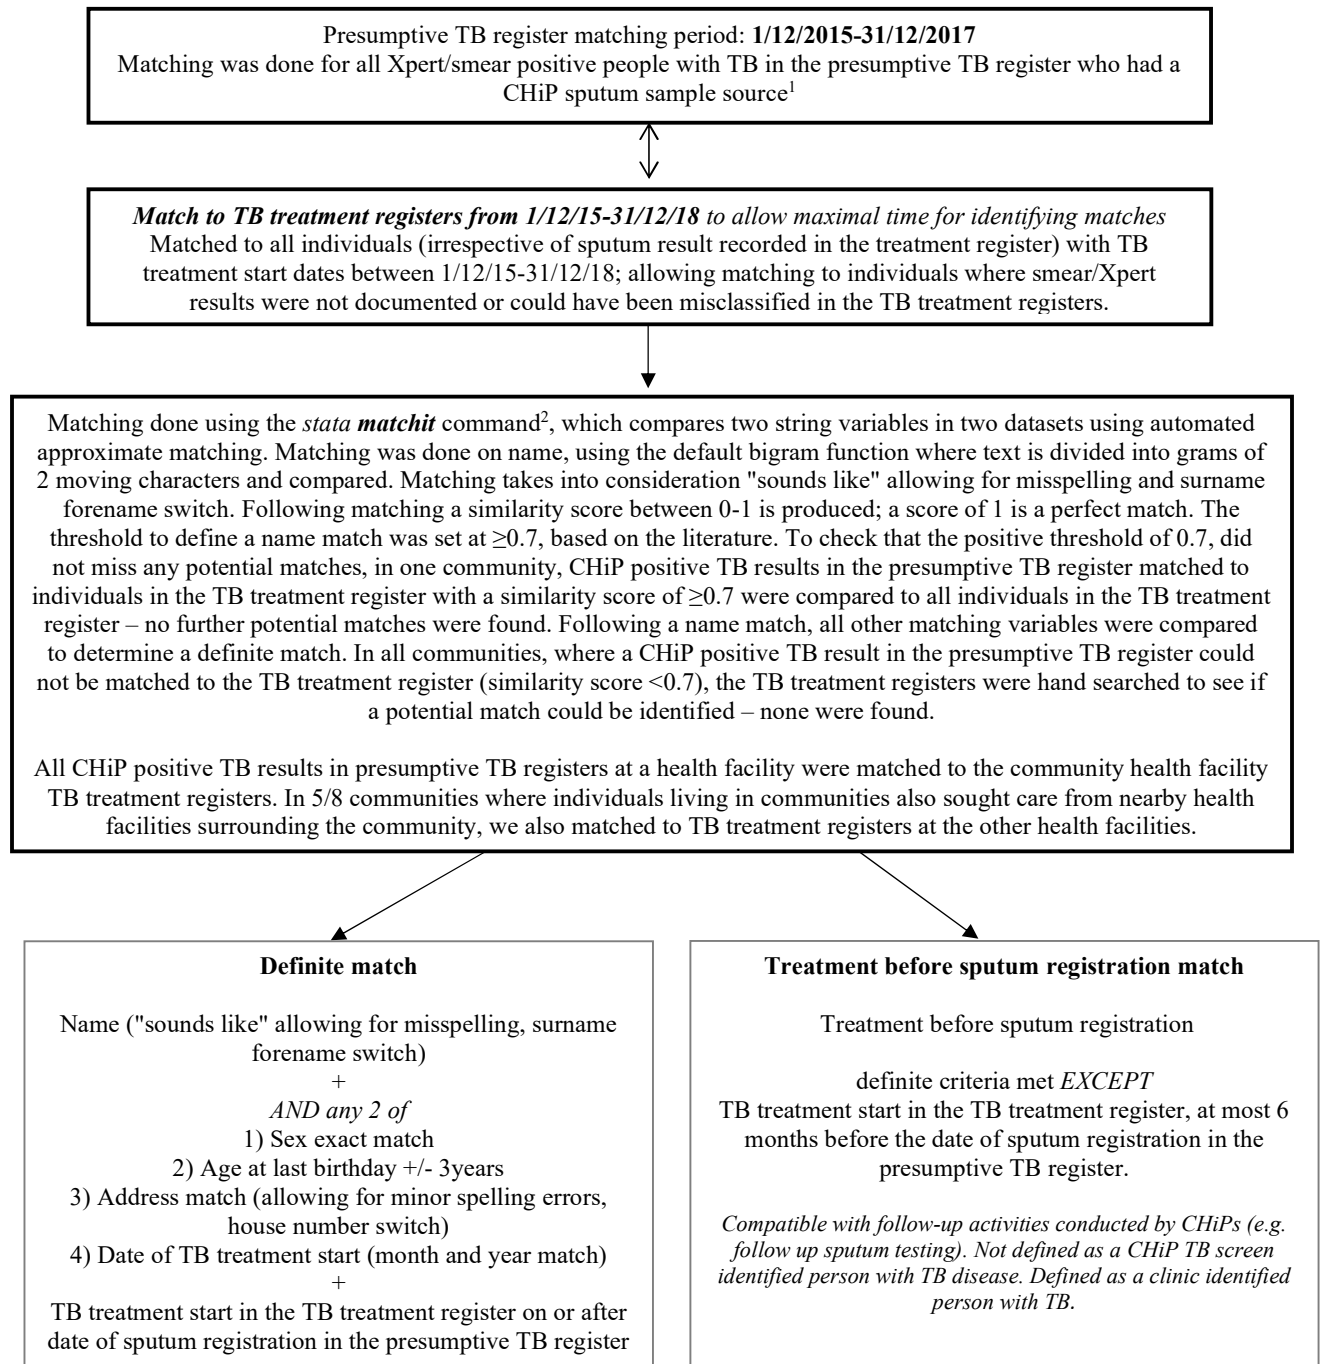 Presumptive TB register matching period: 1/12/2015-31/12/2017
Matching was done for all Xpert/smear positive people with TB in the presumptive TB register who had a
CHiP sputum sample source1
Match to TB treatment registers from 1/12/15-31/12/18 to allow maximal time for identifying matches
Matched to all individuals (irrespective of sputum result recorded in the treatment register) with TB
treatment start dates between 1/12/15-31/12/18; allowing matching to individuals where smear/Xpert
results were not documented or could have been misclassified in the TB treatment registers.
Matching done using the stata matchit command2, which compares two string variables in two datasets using automated
approximate matching. Matching was done on name, using the default bigram function where text is divided into grams of
2 moving characters and compared. Matching takes into consideration "sounds like" allowing for misspelling and surname
forename switch. Following matching a similarity score between 0-1 is produced; a score of 1 is a perfect match. The
threshold to define a name match was set at ≥0.7, based on the literature. To check that the positive threshold of 0.7, did
not miss any potential matches, in one community, CHiP positive TB results in the presumptive TB register matched to
individuals in the TB treatment register with a similarity score of ≥0.7 were compared to all individuals in the TB treatment
register – no further potential matches were found. Following a name match, all other matching variables were compared
to determine a definite match. In all communities, where a CHiP positive TB result in the presumptive TB register could
not be matched to the TB treatment register (similarity score <0.7), the TB treatment registers were hand searched to see if
a potential match could be identified – none were found.
All CHiP positive TB results in presumptive TB registers at a health facility were matched to the community health facility
TB treatment registers. In 5/8 communities where individuals living in communities also sought care from nearby health
facilities surrounding the community, we also matched to TB treatment registers at the other health facilities.
Definite match
Name ("sounds like" allowing for misspelling, surname
forename switch)
+
AND any 2 of
1) Sex exact match
2) Age at last birthday +/- 3years
3) Address match (allowing for minor spelling errors,
house number switch)
4) Date of TB treatment start (month and year match)
+
TB treatment start in the TB treatment register on or after
date of sputum registration in the presumptive TB register
Treatment before sputum registration match
Treatment before sputum registration
definite criteria met EXCEPT
TB treatment start in the TB treatment register, at most 6
months before the date of sputum registration in the
presumptive TB register.
Compatible with follow-up activities conducted by CHiPs (e.g.
follow up sputum testing). Not defined as a CHiP TB screen
identified person with TB disease. Defined as a clinic identified
person with TB.